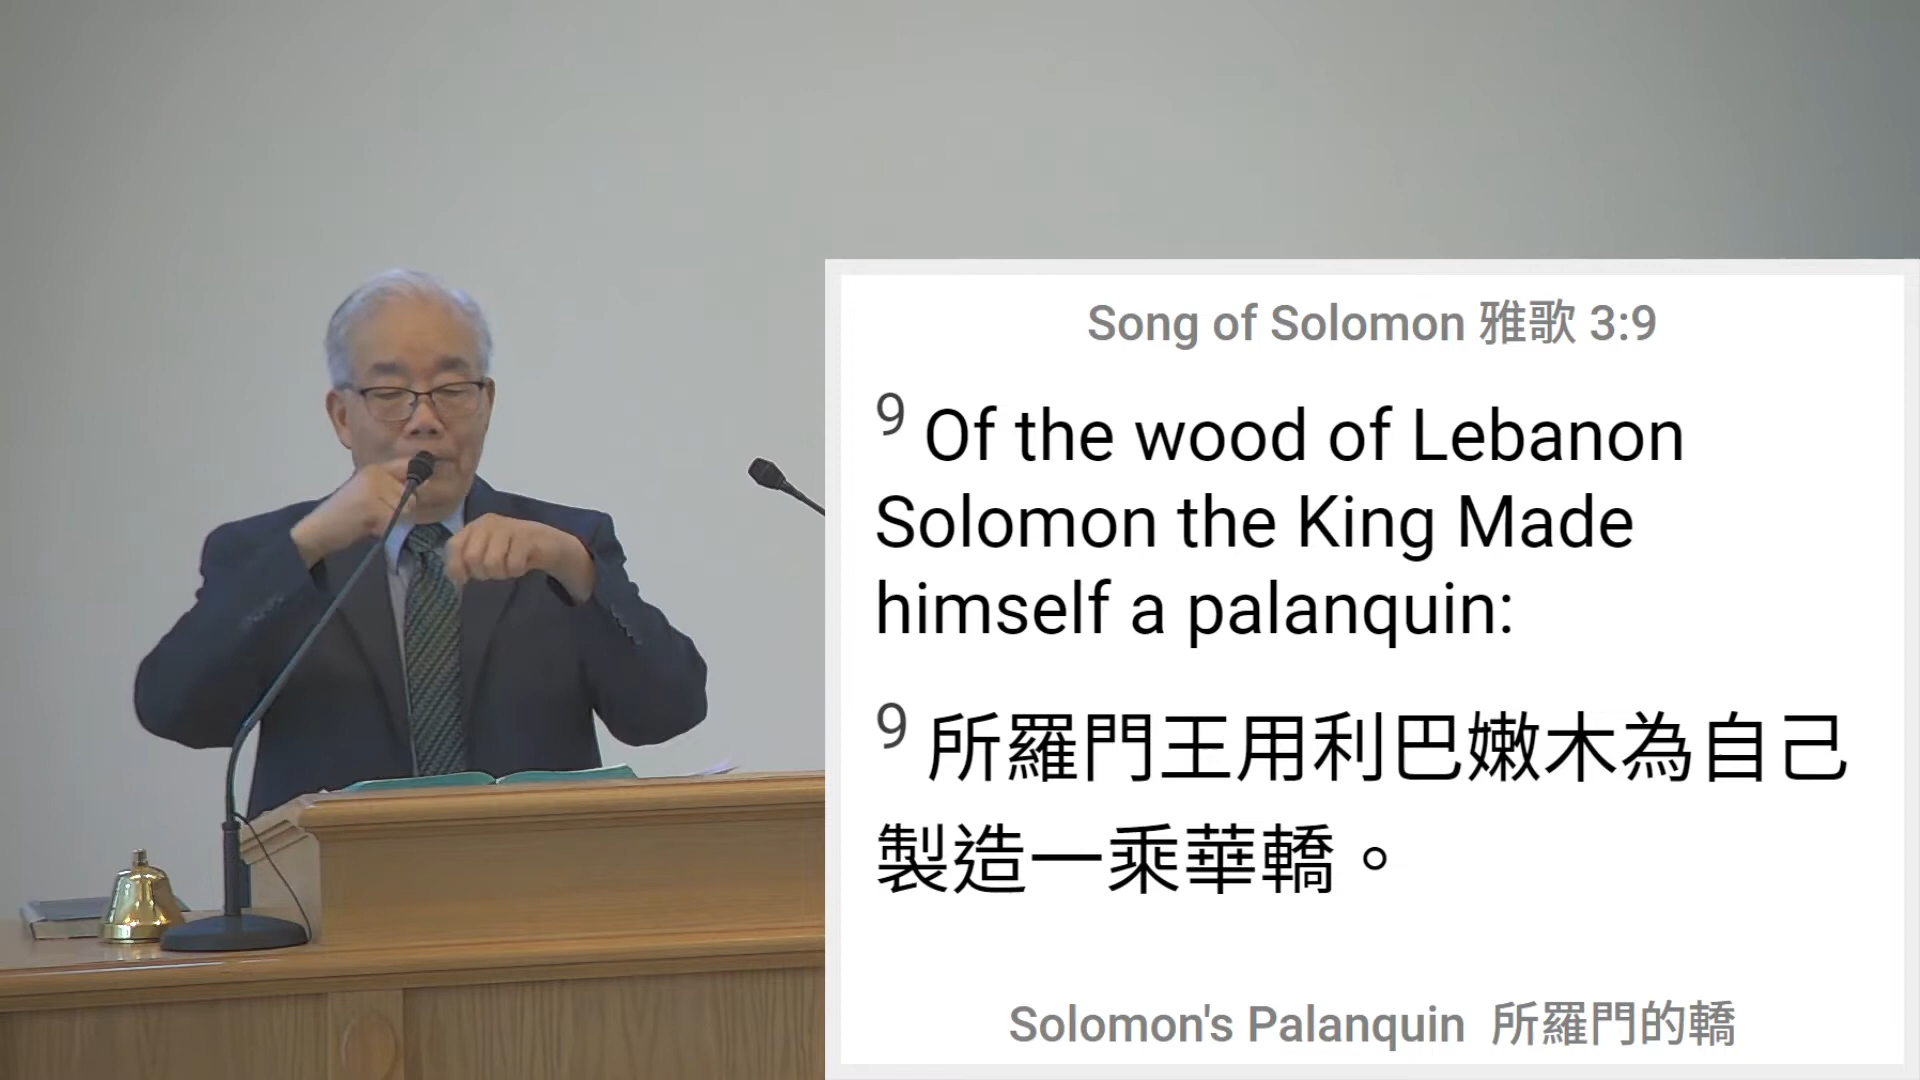 Song of Solomon 雅歌 3:9
9 Of the wood of Lebanon
Solomon the King Made
himself a palanquin:
9 所羅門王用利巴嫩木為自己
製造一乘華轎。
Solomon's Palanquin 所羅門的轎